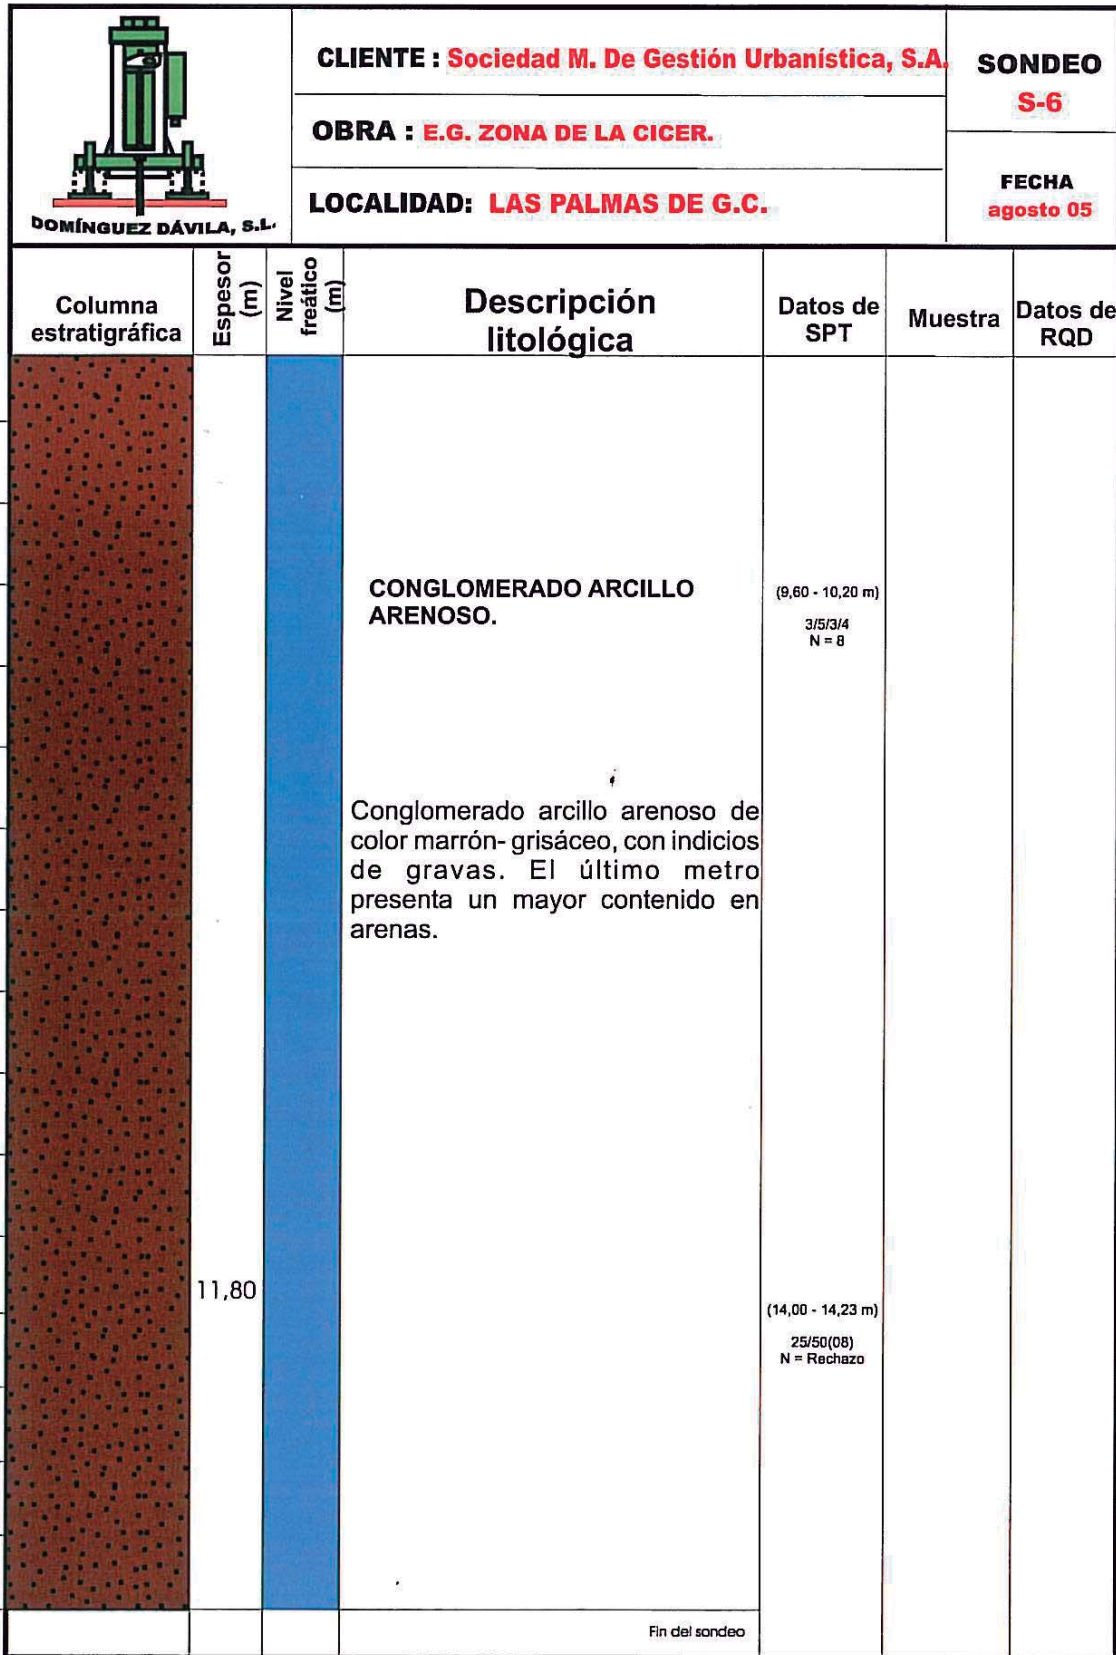 DOMÍNGUEZ DÁVILA, S.L.
CLIENTE : Sociedad M. De Gestión Urbanística, S.A.
OBRA : E.G. ZONA DE LA CICER.
LOCALIDAD: LAS PALMAS DE G.C.
SONDEO
S-6
FECHA
agosto 05
Columna
estratigráfica
Espesor
(m)
Nivel
freático
(m)
Descripción
litológica
Datos de
SPT
Muestra
Datos de
RQD
CONGLOMERADO ARCILLO
ARENOSO.
(9,60 - 10,20 m)
3/5/3/4
N = 8
Conglomerado arcillo arenoso de
color marrón- grisáceo, con indicios
de gravas. El último metro
presenta un mayor contenido en
arenas.
11,80
(14,00 - 14,23 m)
25/50(08)
N = Rechazo
Fin del sondeo